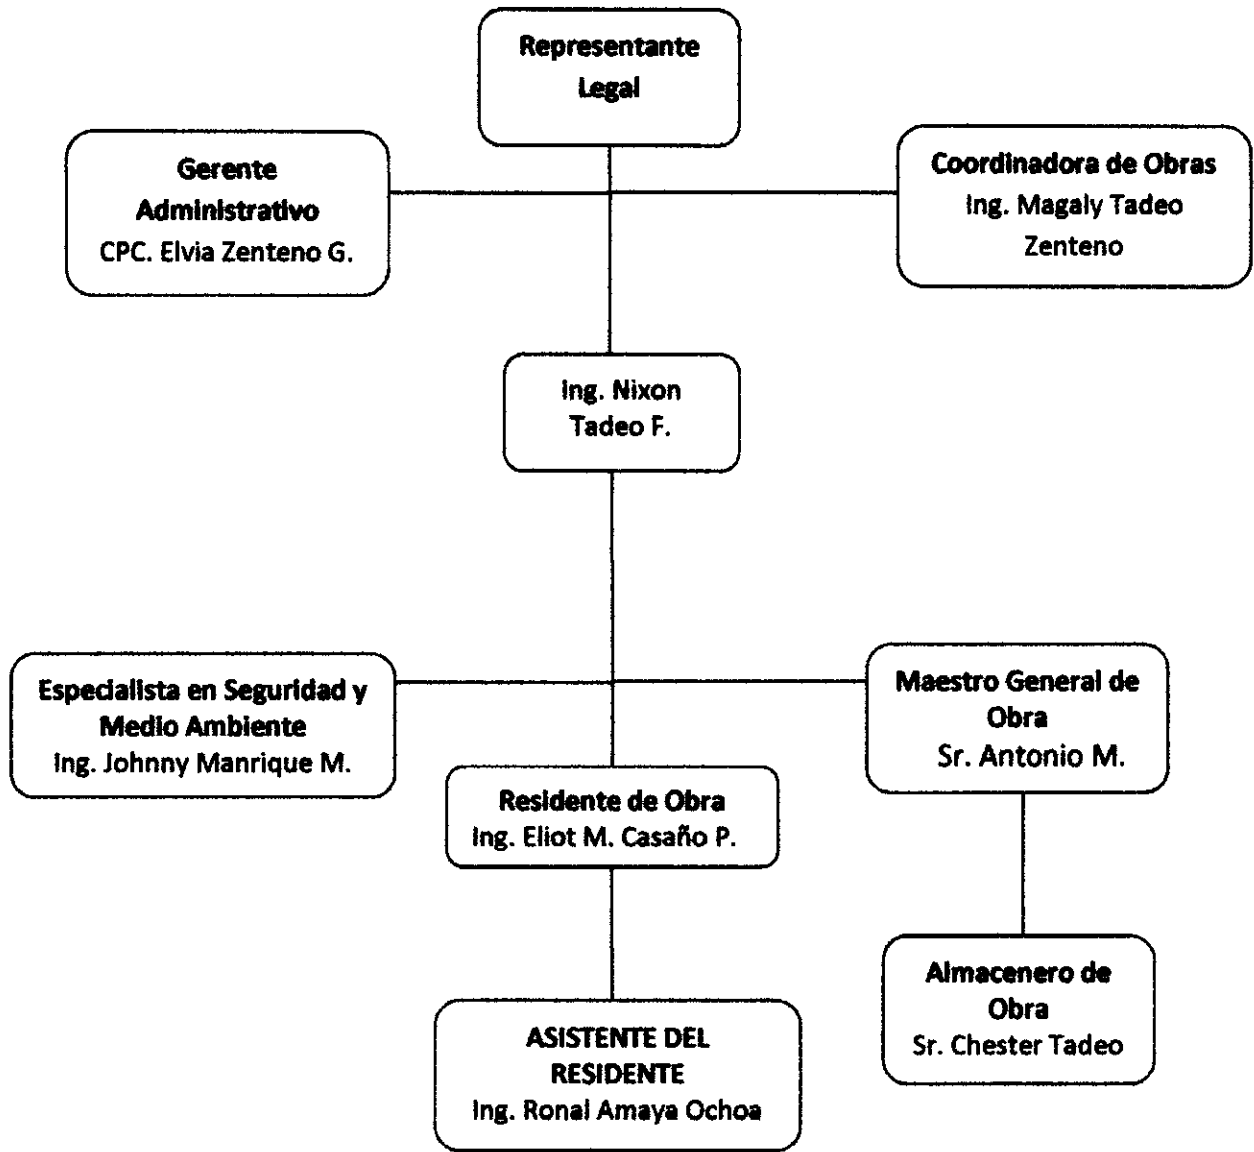 Representante
Legal
Gerente
Administrativo
CPC. Elvia Zenteno G.
Coordinadora de Obras
Ing. Magaly Tadeo
Zenteno
Ing. Nixon
Tadeo F.
Especialista en Seguridad y
Medio Ambiente
Ing. Johnny Manrique M.
Maestro General de
Obra
Sr. Antonio M.
Residente de Obra
Ing. Eliot M. Casaño P.
Almacenero de
Obra
Sr. Chester Tadeo
ASISTENTE DEL
RESIDENTE
Ing. Ronal Amaya Ochoa